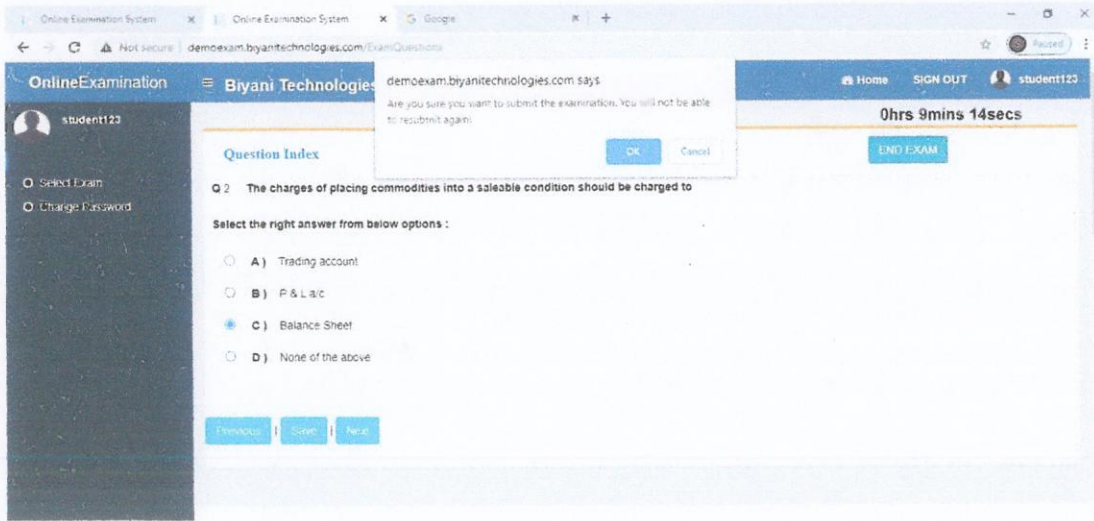 Online Examination System
Online Examination System
Google
Not secure | demoexam.biyanitechnologies.com/ExamQuestions
Paused
OnlineExamination
Biyani Technologies
Home
SIGN OUT
student123
demoexam.biyanitechnologies.com says
Are you sure you want to submit the examination. You will not be able
to resubmit again!
OK
Cancel
student123
0hrs 9mins 14secs
END EXAM
Question Index
Select Exam
Change Password
Q 2 The charges of placing commodities into a saleable condition should be charged to
Select the right answer from below options :
A ) Trading account
B ) P & L a/c
C ) Balance Sheet
D ) None of the above
Previous | Save | Next